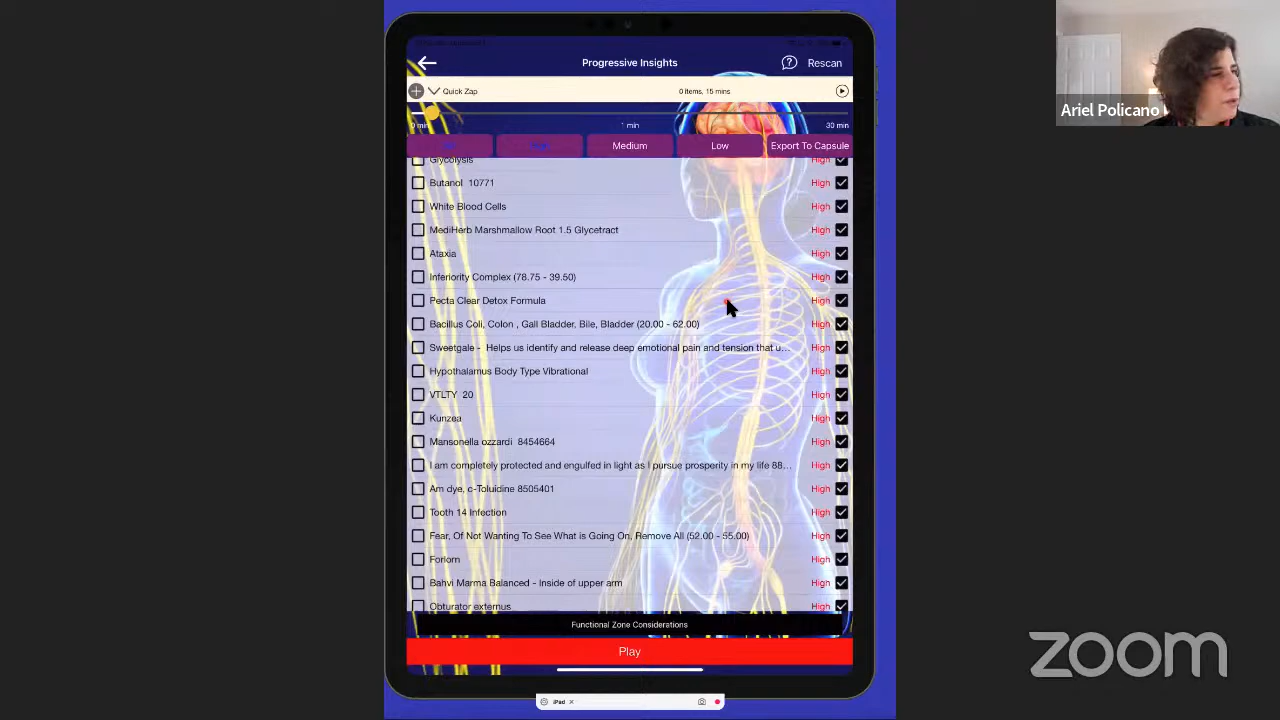 Progressive Insights
Rescan
Quick Zap
0 items, 15 mins
0 min
1 min
30 min
Medium
Low
Export To Capsule
Glycolysis High
Butanol 10771 High
White Blood Cells High
MediHerb Marshmallow Root 1.5 Glycetract High
Ataxia High
Inferiority Complex (78.75 - 39.50) High
Pecta Clear Detox Formula High
Bacillus Coli, Colon , Gall Bladder, Bile, Bladder (20.00 - 62.00) High
Sweetgale - Helps us identify and release deep emotional pain and tension that u... High
Hypothalamus Body Type Vibrational High
VTLTY 20 High
Kunzea High
Mansonella ozzardi 8454664 High
I am completely protected and engulfed in light as I pursue prosperity in my life 88... High
Am dye, c-Toluidine 8505401 High
Tooth 14 Infection High
Fear, Of Not Wanting To See What is Going On, Remove All (52.00 - 55.00) High
Forlorn High
Bahvi Marma Balanced - Inside of upper arm High
Obturator externus High
Functional Zone Considerations
Play
iPad
Ariel Policano
zoom